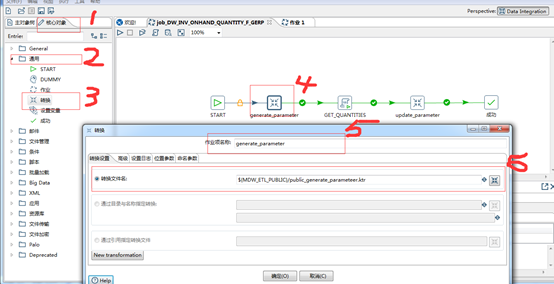 Perspective: Data Integration
主对象树 核心对象 1
欢迎! job_DW_INV_ONHAND_QUANTITY_F_GERP 作业 1
100%
General
通用 2
START
DUMMY
作业
转换 3
设置变量
成功
邮件
文件管理
条件
脚本
批量加载
Big Data
XML
应用
资源库
文件传输
文件加密
Palo
Deprecated
4
START generate_parameter GET_QUANTITIES update_parameter 成功
转换
5
作业项名称: generate_parameter
6
转换设置 高级 设置日志 位置参数 命名参数
转换文件名: ${MDW_ETL_PUBLIC}/public_generate_parameteer.ktr
通过目录与名称指定转换:
通过引用指定转换文件
New transformation
Help 确定(O) 取消(C)